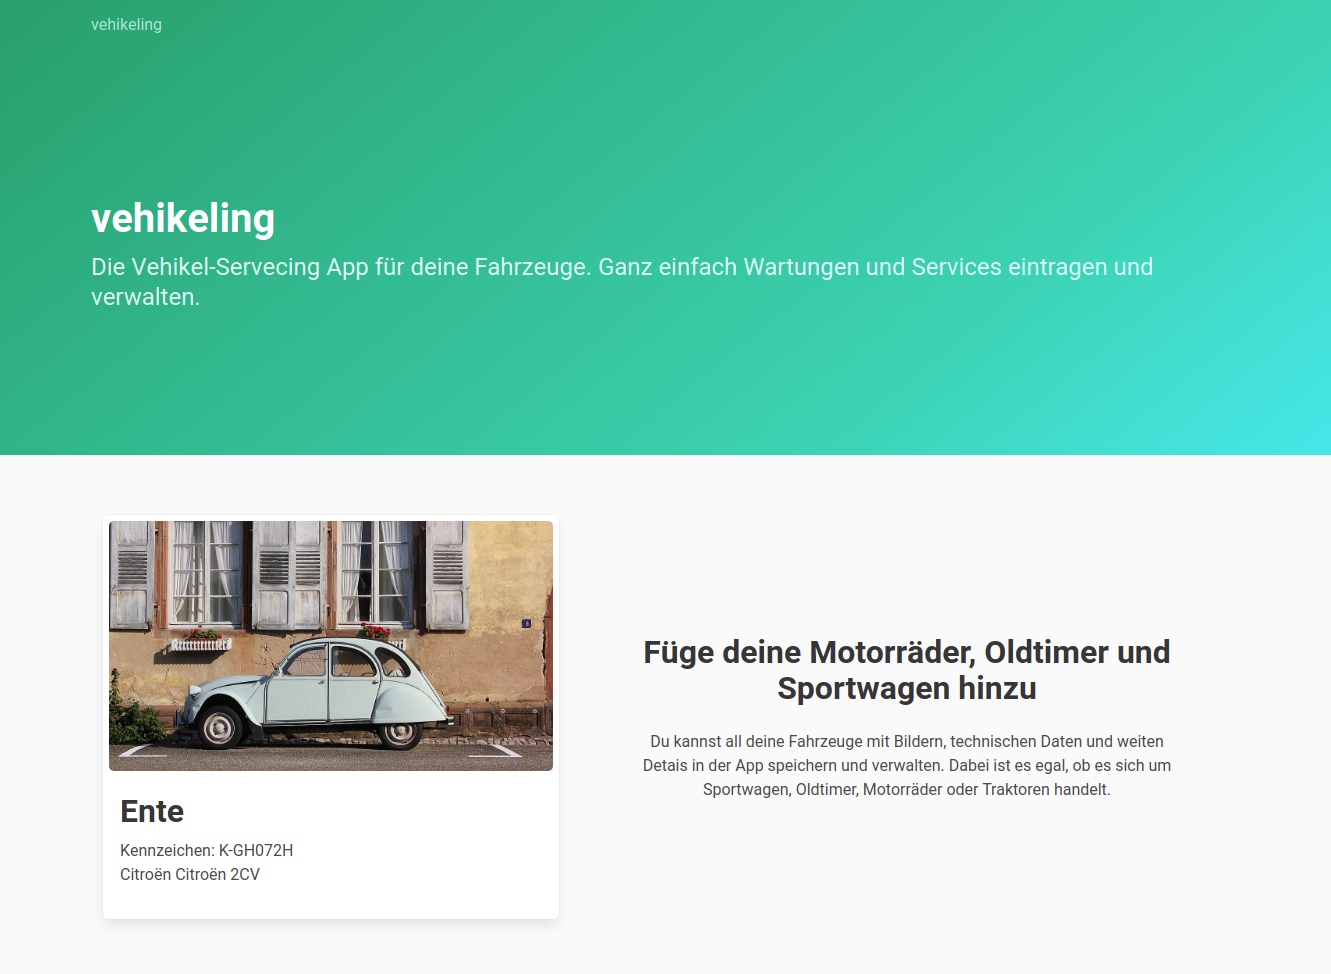 vehikeling
vehikeling
Die Vehikel-Servecing App für deine Fahrzeuge. Ganz einfach Wartungen und Services eintragen und
verwalten.
Füge deine Motorräder, Oldtimer und
Sportwagen hinzu
Du kannst all deine Fahrzeuge mit Bildern, technischen Daten und weiten
Detais in der App speichern und verwalten. Dabei ist es egal, ob es sich um
Sportwagen, Oldtimer, Motorräder oder Traktoren handelt.
Ente
Kennzeichen: K-GH072H
Citroën Citroën 2CV